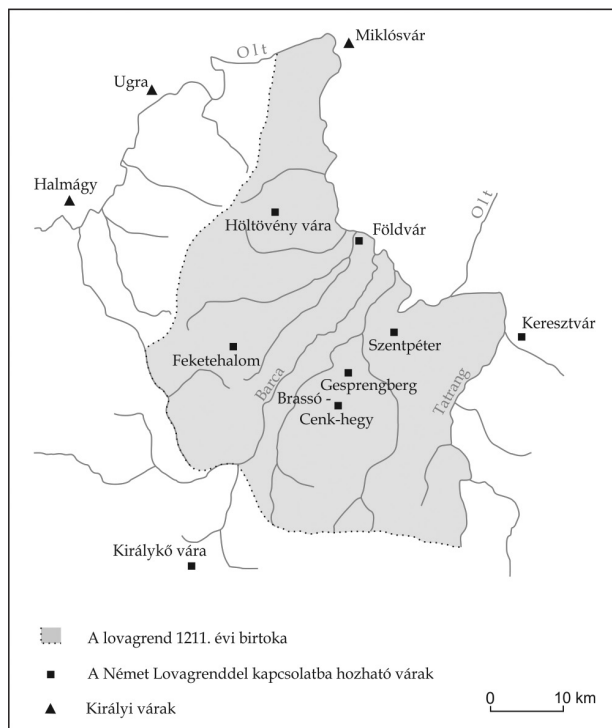 Miklósvár
Olt
Ugra
Halmágy
Olt
Höltövény vára
Földvár
Keresztvár
Szentpéter
Feketehalom
Barca
Gesprengberg
Tatrang
Brassó -
Cenk-hegy
Királykő vára
A lovagrend 1211. évi birtoka
A Német Lovagrenddel kapcsolatba hozható várak
Királyi várak
0 10 km